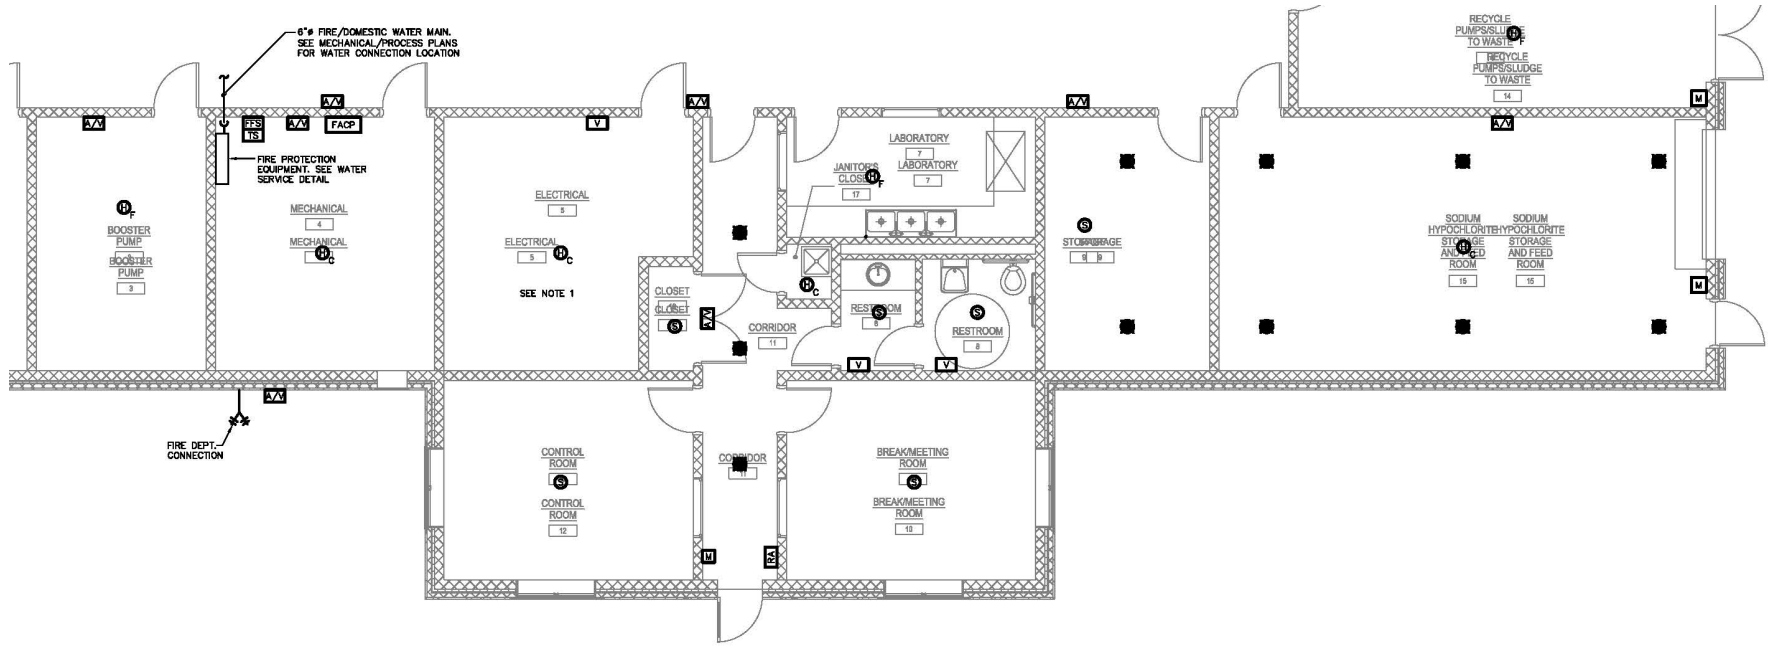 6"ø FIRE/DOMESTIC WATER MAIN.
SEE MECHANICAL/PROCESS PLANS
FOR WATER CONNECTION LOCATION
RECYCLE
PUMPS/SLUDGE
TO WASTE
H F
RECYCLE
PUMPS/SLUDGE
TO WASTE
14
M
A/V
FFS
TS
A/V
A/V
FACP
V
A/V
A/V
A/V
FIRE PROTECTION
EQUIPMENT. SEE WATER
SERVICE DETAIL
LABORATORY
7
LABORATORY
7
JANITOR'S
CLOSET
17
H F
H F
BOOSTER
PUMP
BOOSTER
PUMP
3
MECHANICAL
4
MECHANICAL
H C
ELECTRICAL
5
ELECTRICAL
5
H C
SEE NOTE 1
S
STORAGE
9
9
SODIUM
HYPOCHLORITE
STORAGE
AND FEED
ROOM
15
H C
SODIUM
HYPOCHLORITE
STORAGE
AND FEED
ROOM
15
M
CLOSET
CLOSET
S
A/V
H C
CORRIDOR
11
RESTROOM
6
S
S
RESTROOM
8
V
V
A/V
FIRE DEPT.
CONNECTION
CONTROL
ROOM
S
CONTROL
ROOM
12
CORRIDOR
11
BREAK/MEETING
ROOM
S
BREAK/MEETING
ROOM
13
M
RA